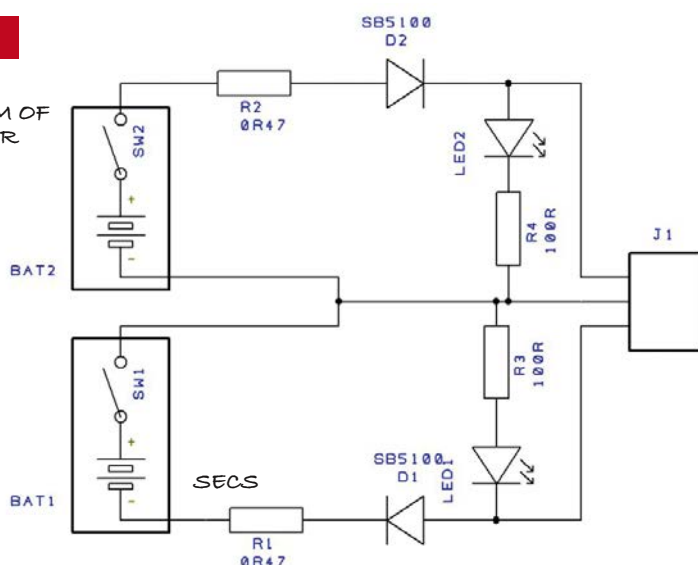 SB5100
D2
M OF
R
R2
0R47
SW2
LED2
+
-
R4
100R
J1
BAT2
R3
100R
SW1
+
-
SECS
SB5100
D1
LED1
BAT1
R1
0R47